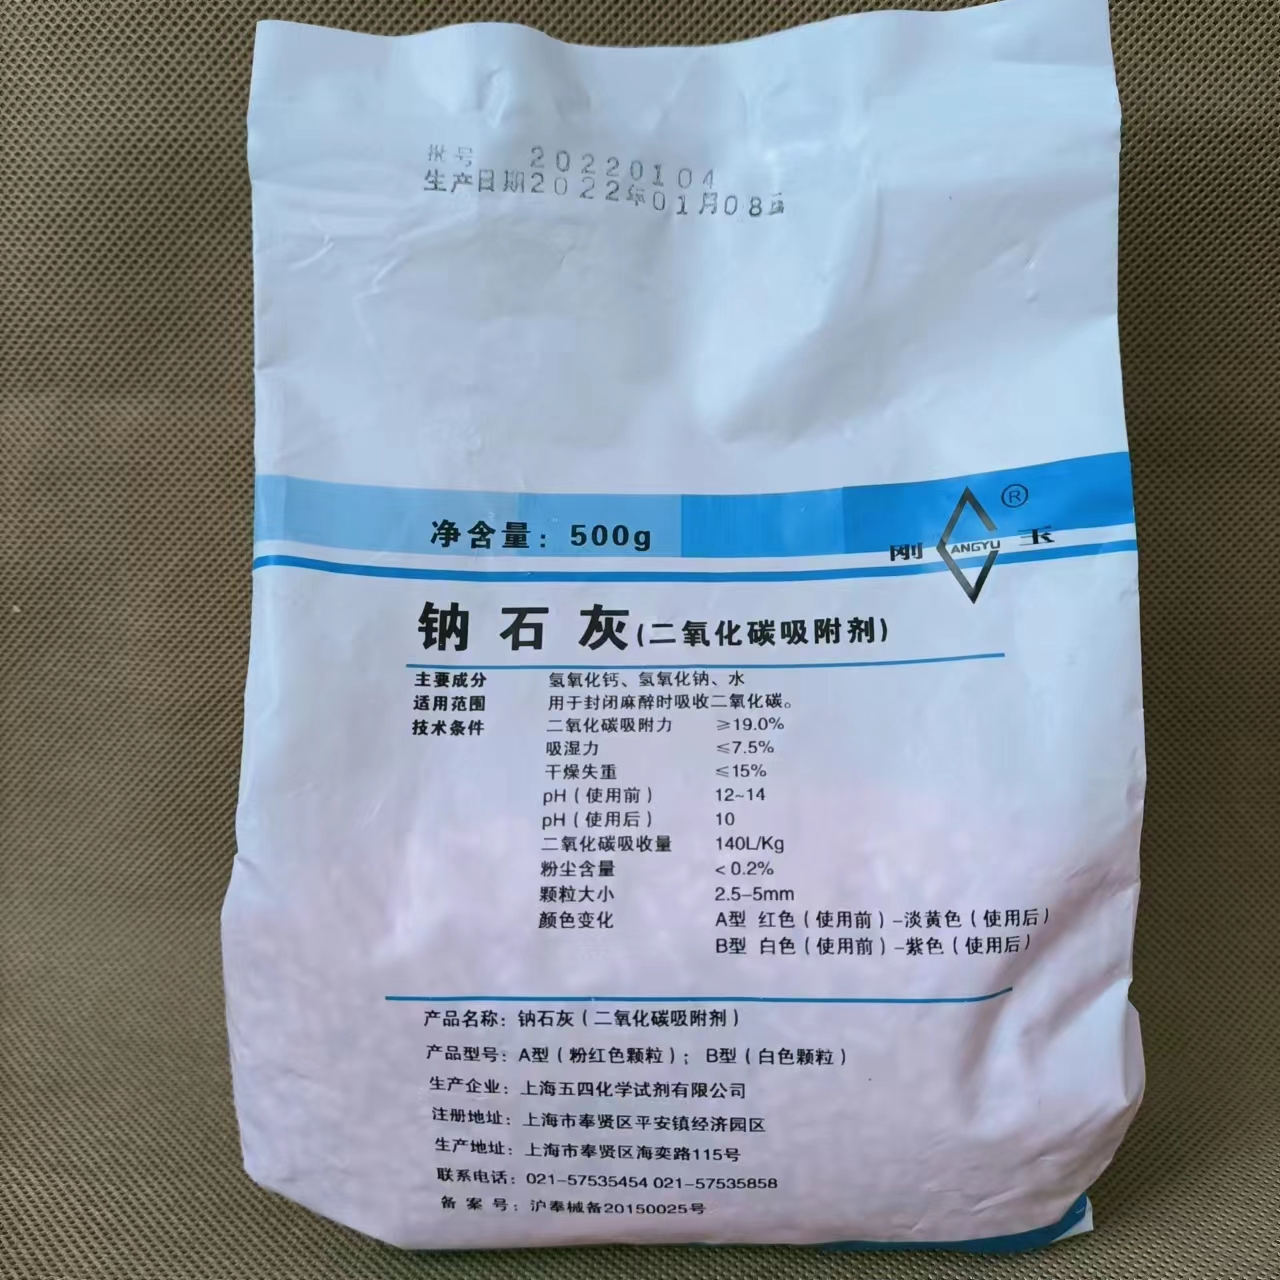 批号 20220104
生产日期2022年01月08
净含量：500g
刚 ANGYU 玉 ®
钠石灰(二氧化碳吸附剂)
主要成分 氢氧化钙、氢氧化钠、水
适用范围 用于封闭麻醉时吸收二氧化碳。
技术条件 二氧化碳吸附力 ≥19.0%
吸湿力 ≤7.5%
干燥失重 ≤15%
pH（使用前） 12~14
pH（使用后） 10
二氧化碳吸收量 140L/Kg
粉尘含量 <0.2%
颗粒大小 2.5-5mm
颜色变化 A型 红色（使用前）-淡黄色（使用后）
B型 白色（使用前）-紫色（使用后）
产品名称：钠石灰（二氧化碳吸附剂）
产品型号：A型（粉红色颗粒）；B型（白色颗粒）
生产企业：上海五四化学试剂有限公司
注册地址：上海市奉贤区平安镇经济园区
生产地址：上海市奉贤区海奕路115号
联系电话：021-57535454 021-57535858
备案号：沪奉械备20150025号